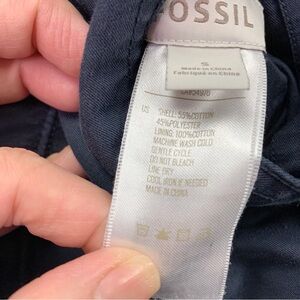 FOSSIL
S
Made in China
Fabriqué en China
US SHELL: 55%COTTON
45%POLYESTER
LINING: 100%COTTON
MACHINE WASH COLD
GENTLE CYCLE
DO NOT BLEACH
LINE DRY
COOL IRON IF NEEDED
MADE IN CHINA